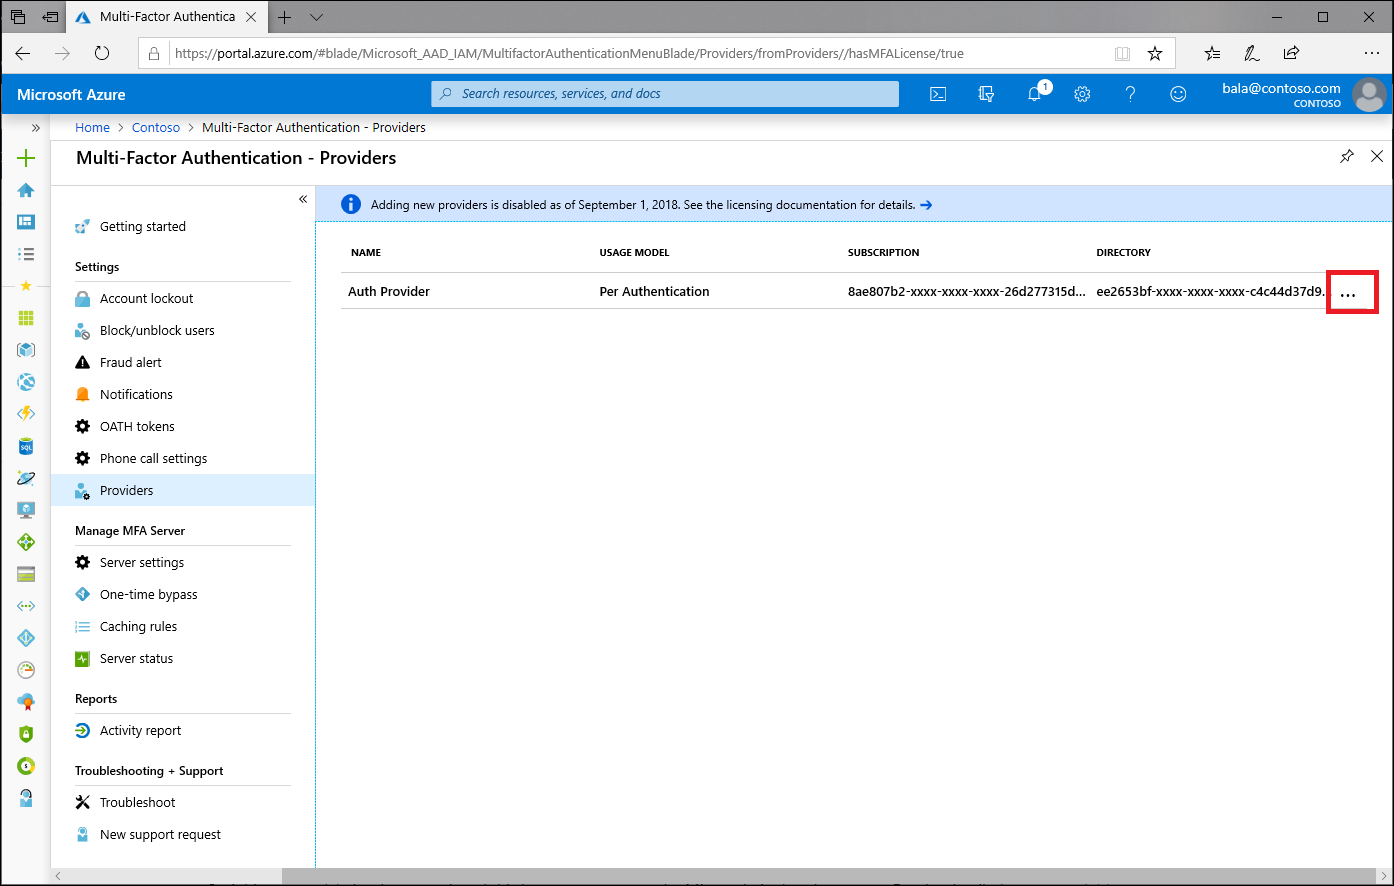 Multi-Factor Authentica
https://portal.azure.com/#blade/Microsoft_AAD_IAM/MultifactorAuthenticationMenuBlade/Providers/fromProviders//hasMFALicense/true
Microsoft Azure
Search resources, services, and docs
1
bala@contoso.com
CONTOSO
Home > Contoso > Multi-Factor Authentication - Providers
Multi-Factor Authentication - Providers
Getting started
Settings
Account lockout
Block/unblock users
Fraud alert
Notifications
OATH tokens
Phone call settings
Providers
Manage MFA Server
Server settings
One-time bypass
Caching rules
Server status
Reports
Activity report
Troubleshooting + Support
Troubleshoot
New support request
SQL
Adding new providers is disabled as of September 1, 2018. See the licensing documentation for details. →
NAME USAGE MODEL SUBSCRIPTION DIRECTORY
Auth Provider Per Authentication 8ae807b2-xxxx-xxxx-xxxx-26d277315d... ee2653bf-xxxx-xxxx-xxxx-c4c44d37d9... ...